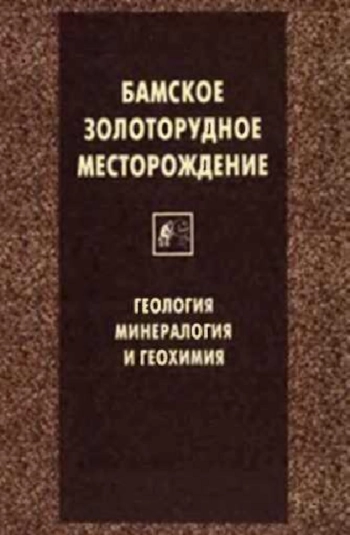 БАМСКОЕ
ЗОЛОТОРУДНОЕ
МЕСТОРОЖДЕНИЕ
ГЕОЛОГИЯ
МИНЕРАЛОГИЯ
И ГЕОХИМИЯ